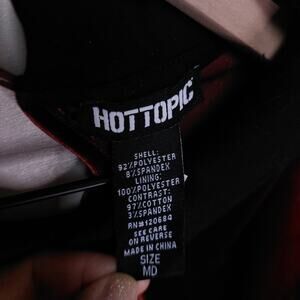 HOTTOPIC
SHELL:
92%POLYESTER
8%SPANDEX
LINING:
100%POLYESTER
CONTRAST:
97%COTTON
3%SPANDEX
RN#120684
SEE CARE
ON REVERSE
MADE IN CHINA
SIZE
MD